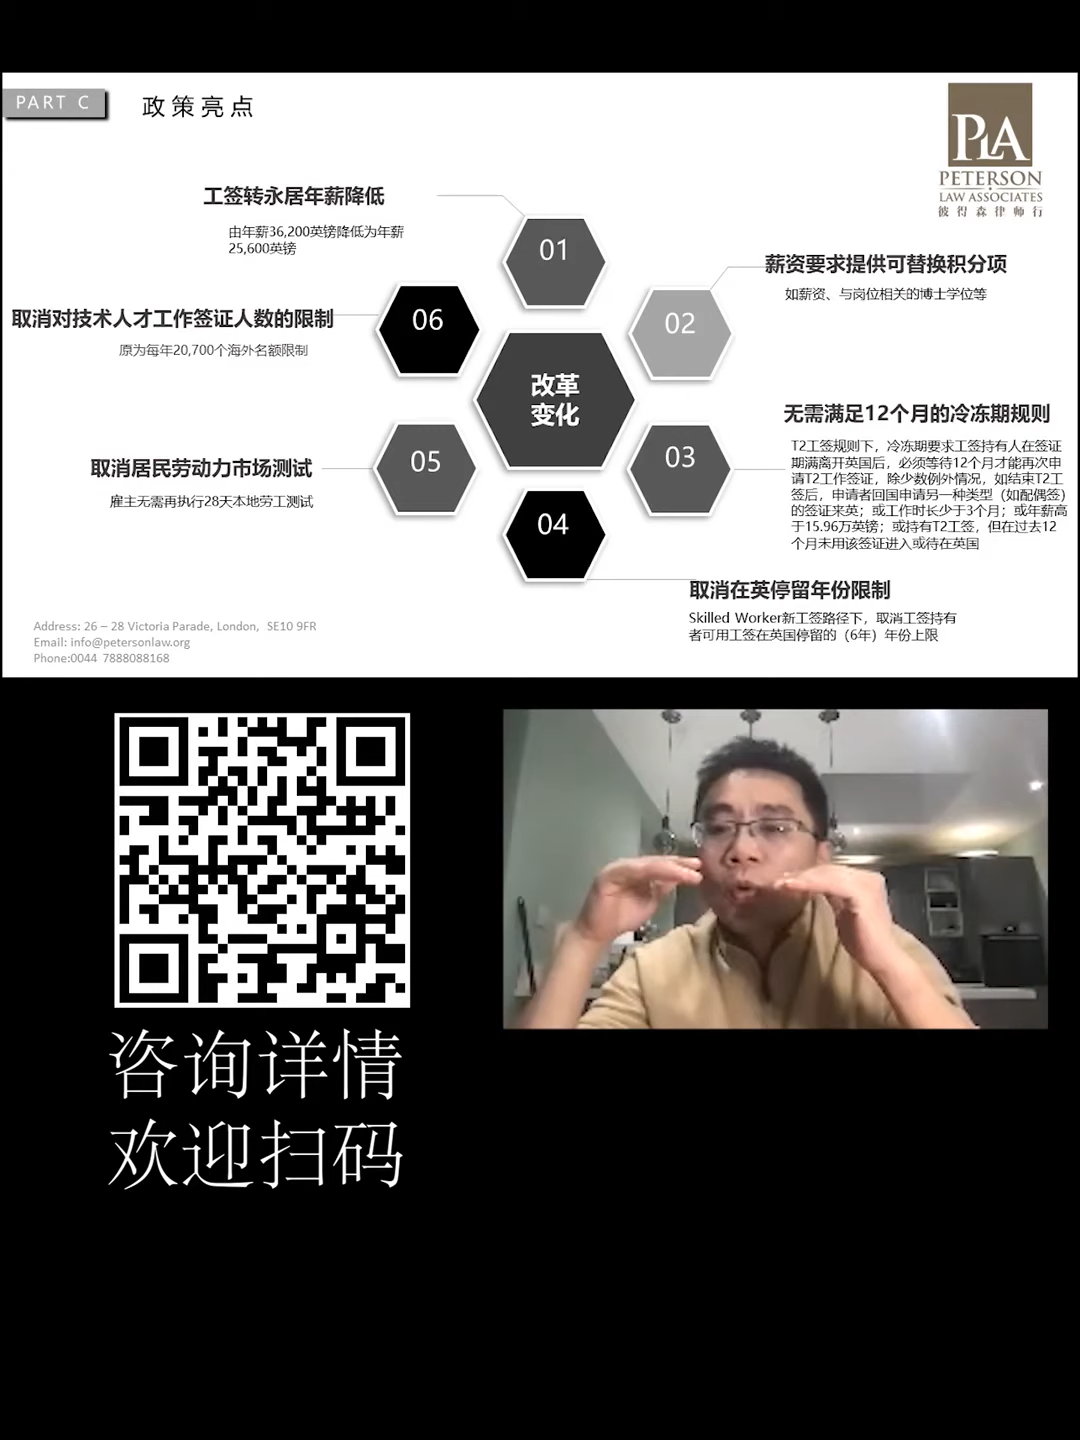 PART C
政策亮点
PLA
PETERSON
LAW ASSOCIATES
彼得森律师行
工签转永居年薪降低
由年薪36,200英镑降低为年薪
25,600英镑
01
薪资要求提供可替换积分项
如薪资、与岗位相关的博士学位等
02
取消对技术人才工作签证人数的限制
原为每年20,700个海外名额限制
06
改革
变化
无需满足12个月的冷冻期规则
T2工签规则下，冷冻期要求工签持有人在签证
期满离开英国后，必须等待12个月才能再次申
请T2工作签证，除少数例外情况，如结束T2工
签后，申请者回国申请另一种类型（如配偶签）
的签证来英；或工作时长少于3个月；或年薪高
于15.96万英镑；或持有T2工签，但在过去12
个月未用该签证进入或待在英国
03
取消居民劳动力市场测试
雇主无需再执行28天本地劳工测试
05
04
取消在英停留年份限制
Skilled Worker新工签路径下，取消工签持有
者可用工签在英国停留的（6年）年份上限
Address: 26 – 28 Victoria Parade, London, SE10 9FR
Email: info@petersonlaw.org
Phone:0044 7888088168
咨询详情
欢迎扫码